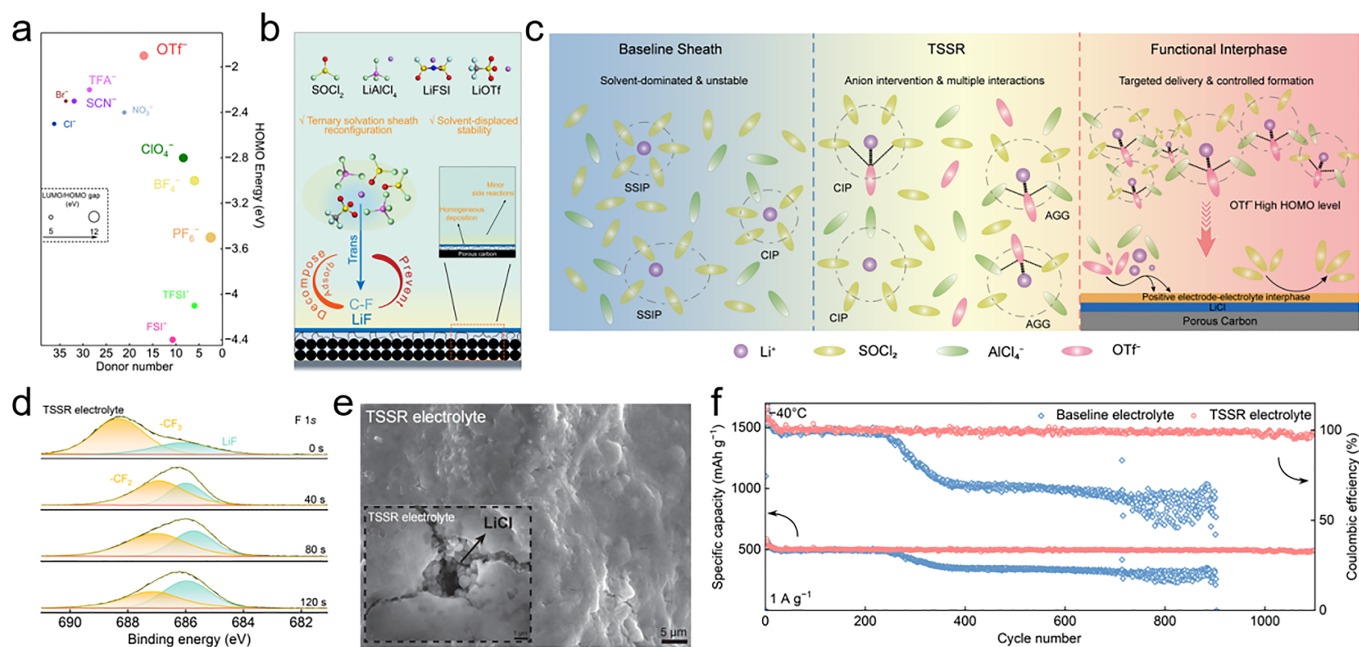 a
OTf⁻
TFA⁻
Br⁻
SCN⁻
NO₃⁻
Cl⁻
ClO₄⁻
BF₄⁻
LUMO/HOMO gap
(eV)
5
12
PF₆⁻
TFSI⁻
FSI⁻
−2
−2.4
−2.8
−3.2
−3.6
−4
−4.4
HOMO Energy (eV)
35
30
25
20
15
10
5
0
Donor number
b
SOCl₂
LiAlCl₄
LiFSI
LiOTf
√ Ternary solvation sheath
reconfiguration
√ Solvent-displaced
stability
Minor
side reactions
Homogeneous
deposition
Porous carbon
Trans
Decompose
Adsorb
Prevent
C-F
LiF
c
Baseline Sheath
TSSR
Functional Interphase
Solvent-dominated & unstable
Anion intervention & multiple interactions
Targeted delivery & controlled formation
SSIP
CIP
SSIP
CIP
AGG
CIP
AGG
OTf⁻ High HOMO level
Positive electrode-electrolyte interphase
LiCl
Porous Carbon
Li⁺
SOCl₂
AlCl₄⁻
OTf⁻
d
TSSR electrolyte
-CF₃
F 1s
LiF
0 s
-CF₂
40 s
80 s
120 s
690
688
686
684
682
Binding energy (eV)
e
TSSR electrolyte
TSSR electrolyte
LiCl
5 μm
f
−40°C
Baseline electrolyte
TSSR electrolyte
1500
1000
500
Specific capacity (mAh g⁻¹)
100
50
0
Coulombic effciency (%)
1 A g⁻¹
0
200
400
600
800
1000
Cycle number